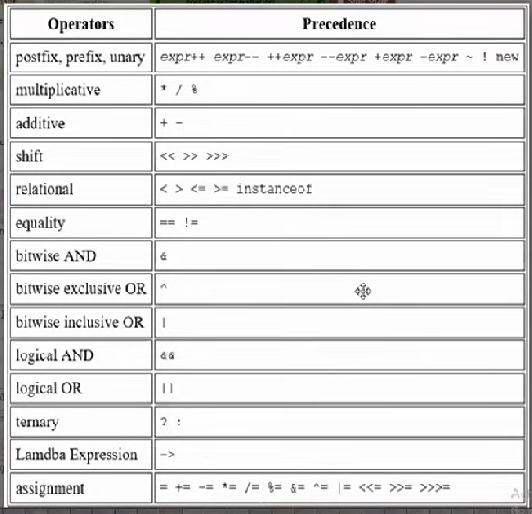 Operators Precedence
postfix, prefix, unary expr++ expr-- ++expr --expr +expr -expr ~ ! new
multiplicative * / %
additive + -
shift << >> >>>
relational < > <= >= instanceof
equality == !=
bitwise AND &
bitwise exclusive OR ^
bitwise inclusive OR |
logical AND &&
logical OR ||
ternary ? :
Lamdba Expression ->
assignment = += -= *= /= %= &= ^= |= <<= >>= >>>=